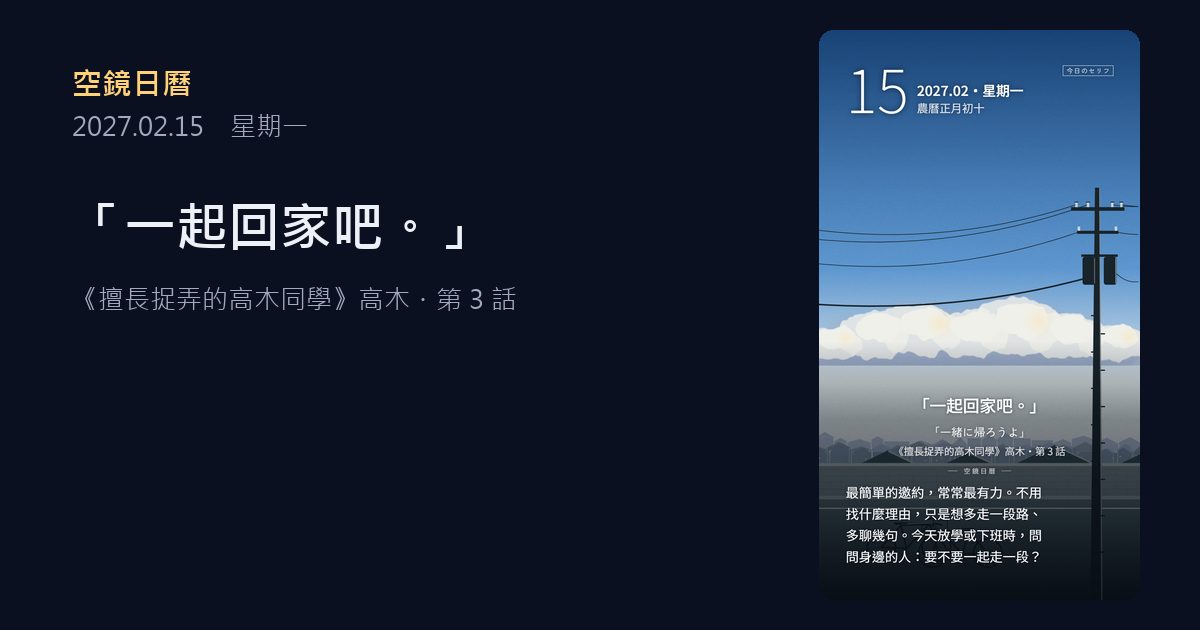 空鏡日曆
2027.02.15 星期一
「一起回家吧。」
《擅長捉弄的高木同學》高木・第 3 話
今日のセリフ
15
2027.02・星期一
農曆正月初十
「一起回家吧。」
「一緒に帰ろうよ」
《擅長捉弄的高木同學》高木・第 3 話
— 空鏡日曆 —
最簡單的邀約，常常最有力。不用
找什麼理由，只是想多走一段路、
多聊幾句。今天放學或下班時，問
問身邊的人：要不要一起走一段？